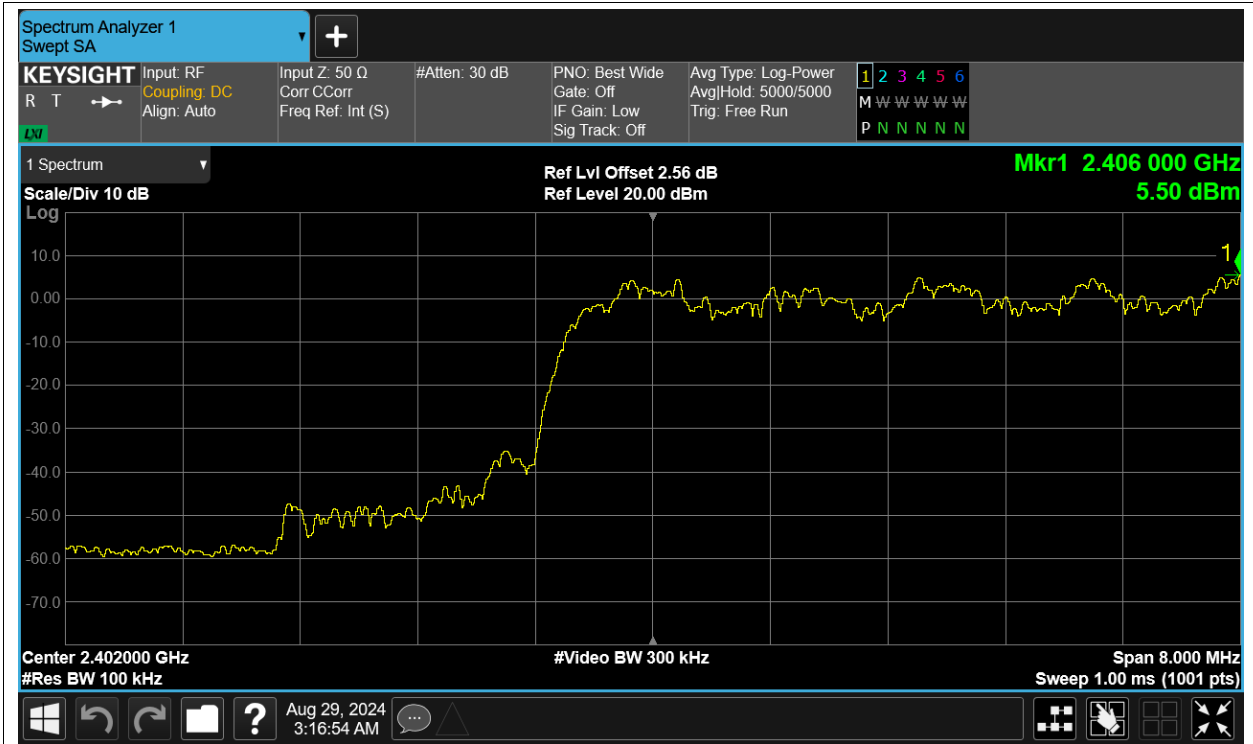 Spectrum Analyzer 1
Swept SA
KEYSIGHT
R T
LXI
Input: RF
Coupling: DC
Align: Auto
Input Z: 50 Ω
Corr CCorr
Freq Ref: Int (S)
#Atten: 30 dB
PNO: Best Wide
Gate: Off
IF Gain: Low
Sig Track: Off
Avg Type: Log-Power
Avg|Hold: 5000/5000
Trig: Free Run
1 2 3 4 5 6
M W W W W W
P N N N N N
1 Spectrum
Scale/Div 10 dB
Log
Ref Lvl Offset 2.56 dB
Ref Level 20.00 dBm
Mkr1 2.406 000 GHz
5.50 dBm
1
10.0
0.00
-10.0
-20.0
-30.0
-40.0
-50.0
-60.0
-70.0
Center 2.402000 GHz
#Res BW 100 kHz
#Video BW 300 kHz
Span 8.000 MHz
Sweep 1.00 ms (1001 pts)
?
Aug 29, 2024
3:16:54 AM